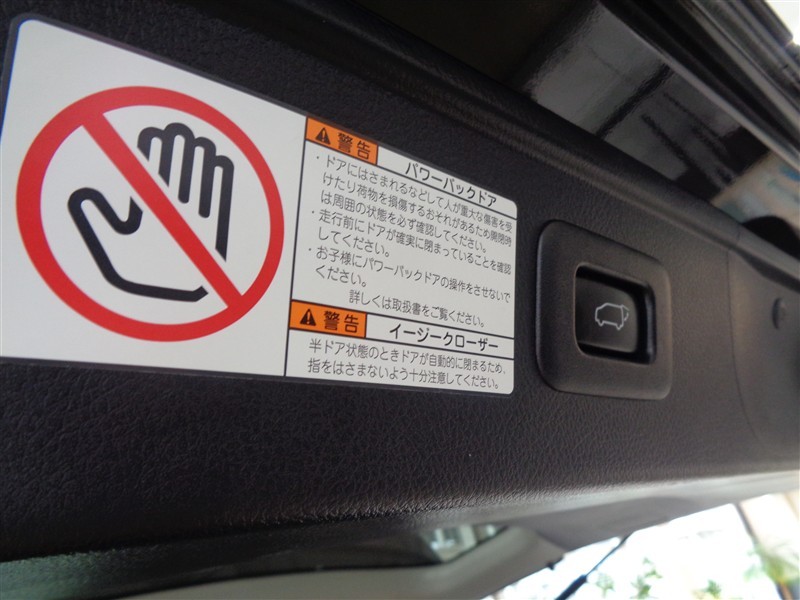 警告 パワーバックドア
・ドアにはさまれるなどして人が重大な傷害を受
けたり荷物を損傷するおそれがあるため開閉時
は周囲の状態を必ず確認してください。
・走行前にドアが確実に閉まっていることを確認
してください。
・お子様にパワーバックドアの操作をさせないで
ください。
詳しくは取扱書をご覧ください。
警告 イージークローザー
半ドア状態のときドアが自動的に閉まるため、
指をはさまないよう十分注意してください。